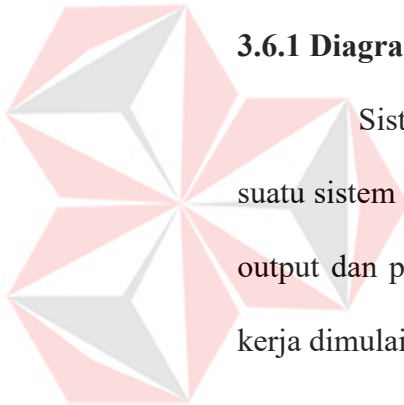 3.6.1 Diagra
Sist
suatu sistem
output dan p
kerja dimulai